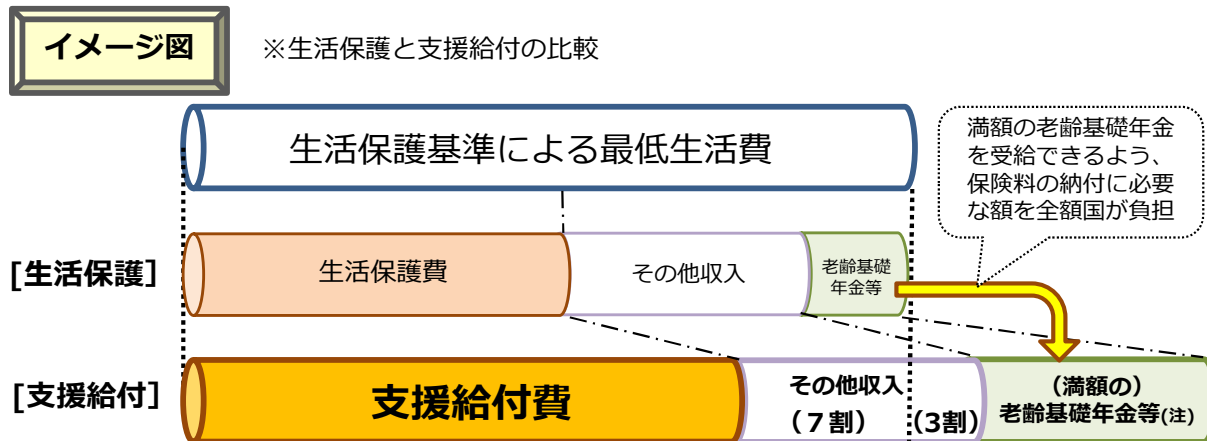 イメージ図
※生活保護と支援給付の比較
生活保護基準による最低生活費
満額の老齢基礎年金
を受給できるよう、
保険料の納付に必要
な額を全額国が負担
[生活保護]
生活保護費
その他収入
老齢基礎
年金等
[支援給付]
支援給付費
その他収入
（７割）
（3割）
（満額の）
老齢基礎年金等(注)